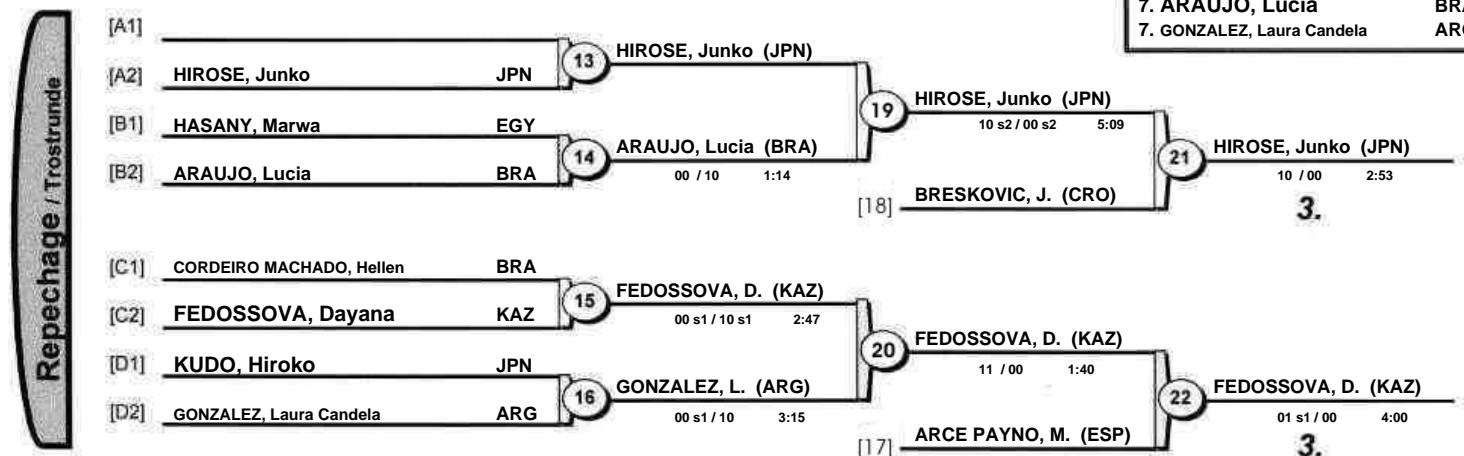 7. ARAUJO, Lucia BRA
7. GONZALEZ, Laura Candela ARG
Repechage / Trostrunde
[A1]
[A2] HIROSE, Junko JPN
13
HIROSE, Junko (JPN)
[B1] HASANY, Marwa EGY
[B2] ARAUJO, Lucia BRA
14
ARAUJO, Lucia (BRA)
00 / 10 1:14
19
HIROSE, Junko (JPN)
10 s2 / 00 s2 5:09
[18] BRESKOVIC, J. (CRO)
21
HIROSE, Junko (JPN)
10 / 00 2:53
3.
[C1] CORDEIRO MACHADO, Hellen BRA
[C2] FEDOSSOVA, Dayana KAZ
15
FEDOSSOVA, D. (KAZ)
00 s1 / 10 s1 2:47
[D1] KUDO, Hiroko JPN
[D2] GONZALEZ, Laura Candela ARG
16
GONZALEZ, L. (ARG)
00 s1 / 10 3:15
20
FEDOSSOVA, D. (KAZ)
11 / 00 1:40
[17] ARCE PAYNO, M. (ESP)
22
FEDOSSOVA, D. (KAZ)
01 s1 / 00 4:00
3.